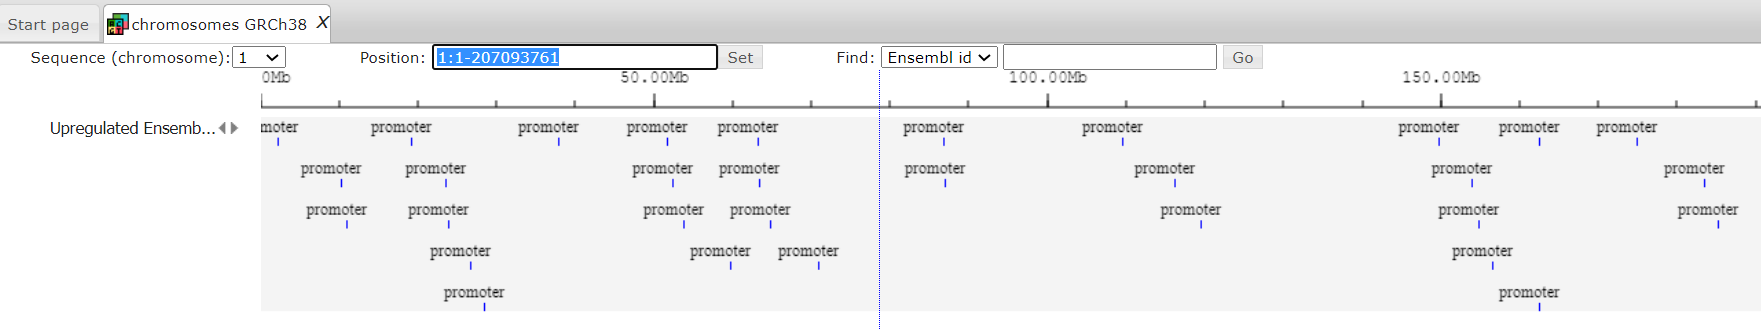 Start page chromosomes GRCh38 X
Sequence (chromosome): 1 Position: 1:1-207093761 Set Find: Ensembl id Go
0Mb 50.00Mb 100.00Mb 150.00Mb
Upregulated Ensemb... moter promoter promoter promoter promoter promoter promoter promoter promoter promoter
promoter promoter promoter promoter promoter promoter promoter promoter
promoter promoter promoter promoter promoter promoter promoter
promoter promoter promoter promoter
promoter promoter